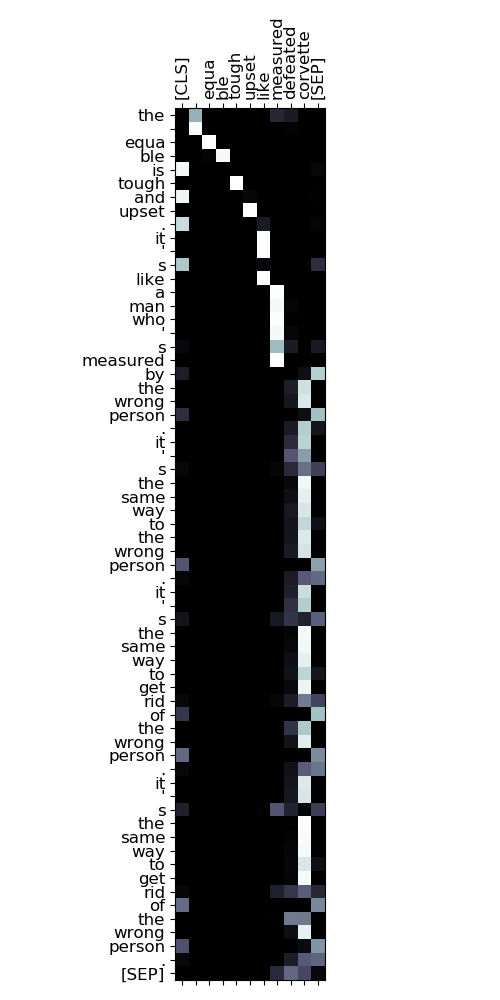 [CLS]
equa
ble
tough
upset
like
measured
defeated
corvette
[SEP]
the
equa
ble
is
tough
and
upset
.
it
'
s
like
a
man
who
'
s
measured
by
the
wrong
person
.
it
'
s
the
same
way
to
the
wrong
person
.
it
'
s
the
same
way
to
get
rid
of
the
wrong
person
.
it
'
s
the
same
way
to
get
rid
of
the
wrong
person
.
[SEP]